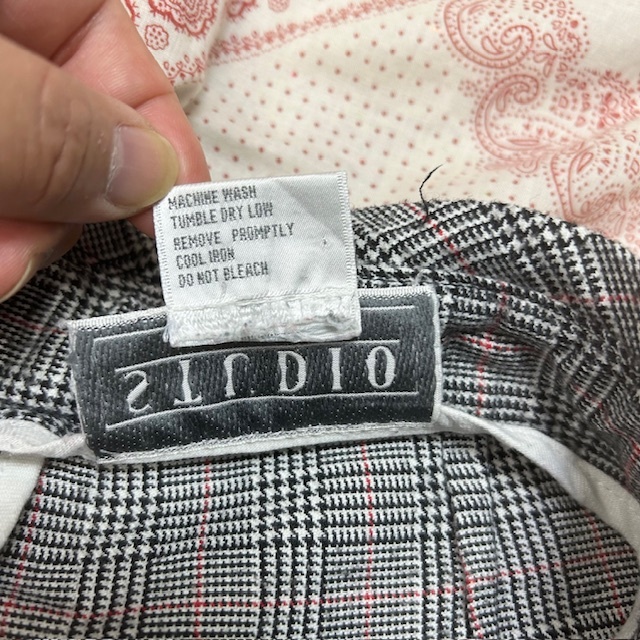 MACHINE WASH
TUMBLE DRY LOW
REMOVE PROMPTLY
COOL IRON
DO NOT BLEACH
STUDIO